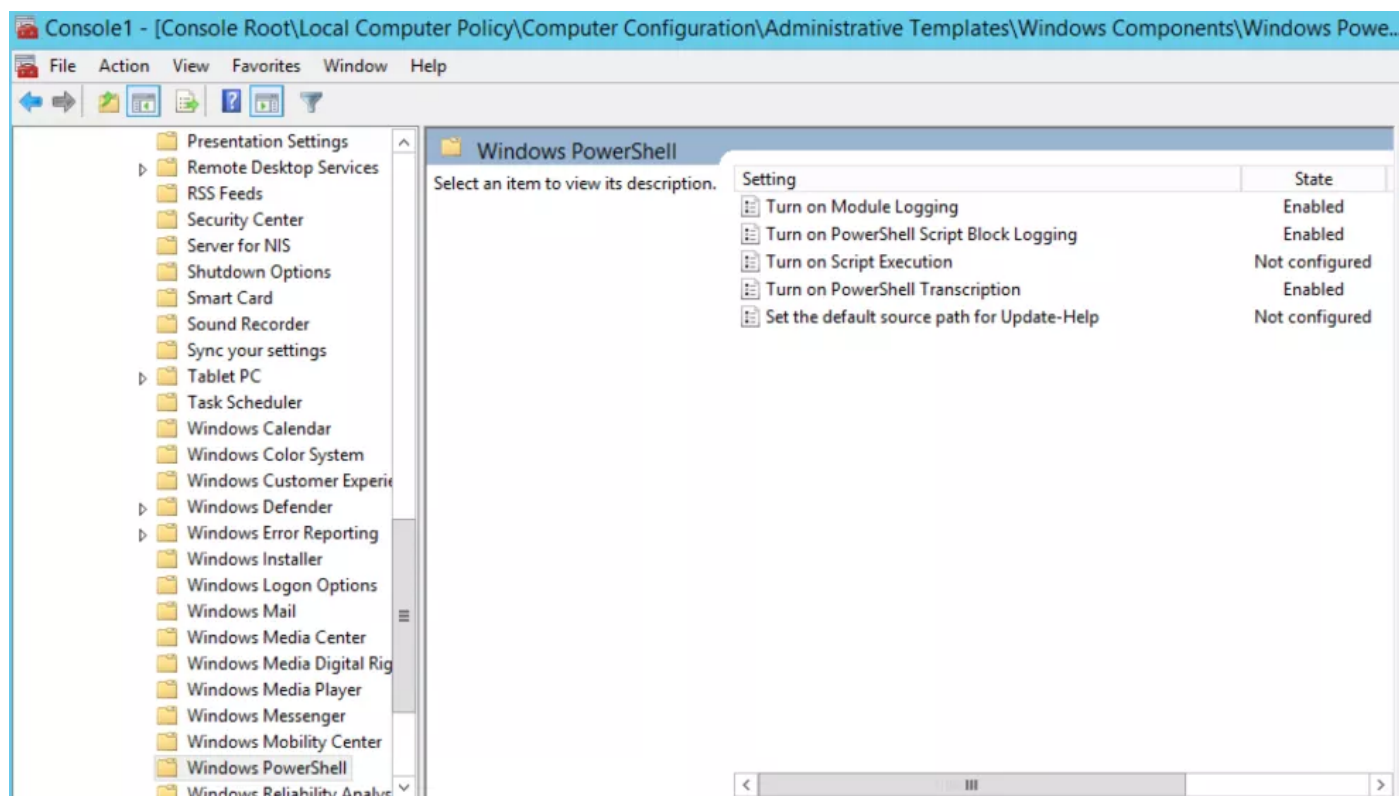 Console1 - [Console Root\Local Computer Policy\Computer Configuration\Administrative Templates\Windows Components\Windows Powe...
File Action View Favorites Window Help
Presentation Settings
Remote Desktop Services
RSS Feeds
Security Center
Server for NIS
Shutdown Options
Smart Card
Sound Recorder
Sync your settings
Tablet PC
Task Scheduler
Windows Calendar
Windows Color System
Windows Customer Experie
Windows Defender
Windows Error Reporting
Windows Installer
Windows Logon Options
Windows Mail
Windows Media Center
Windows Media Digital Rig
Windows Media Player
Windows Messenger
Windows Mobility Center
Windows PowerShell
Windows Reliability Analys
Windows PowerShell
Select an item to view its description.
Setting State
Turn on Module Logging Enabled
Turn on PowerShell Script Block Logging Enabled
Turn on Script Execution Not configured
Turn on PowerShell Transcription Enabled
Set the default source path for Update-Help Not configured